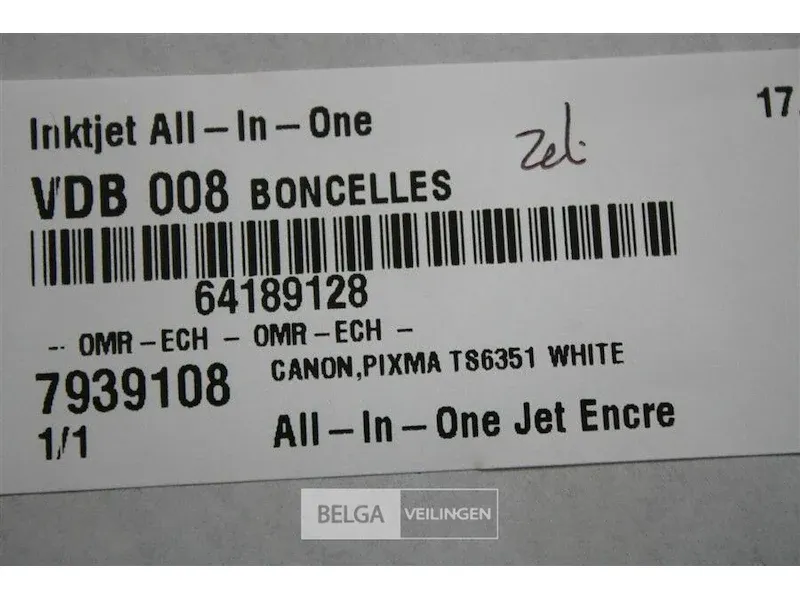 Inktjet All-In-One
17.
VDB 008 BONCELLES
64189128
-- OMR-ECH - OMR-ECH -
7939108 CANON,PIXMA TS6351 WHITE
1/1 All-In-One Jet Encre
BELGA VEILINGEN